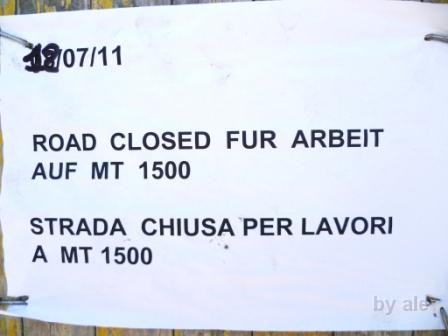 12/07/11
ROAD CLOSED FUR ARBEIT
AUF MT 1500
STRADA CHIUSA PER LAVORI
A MT 1500
by ale